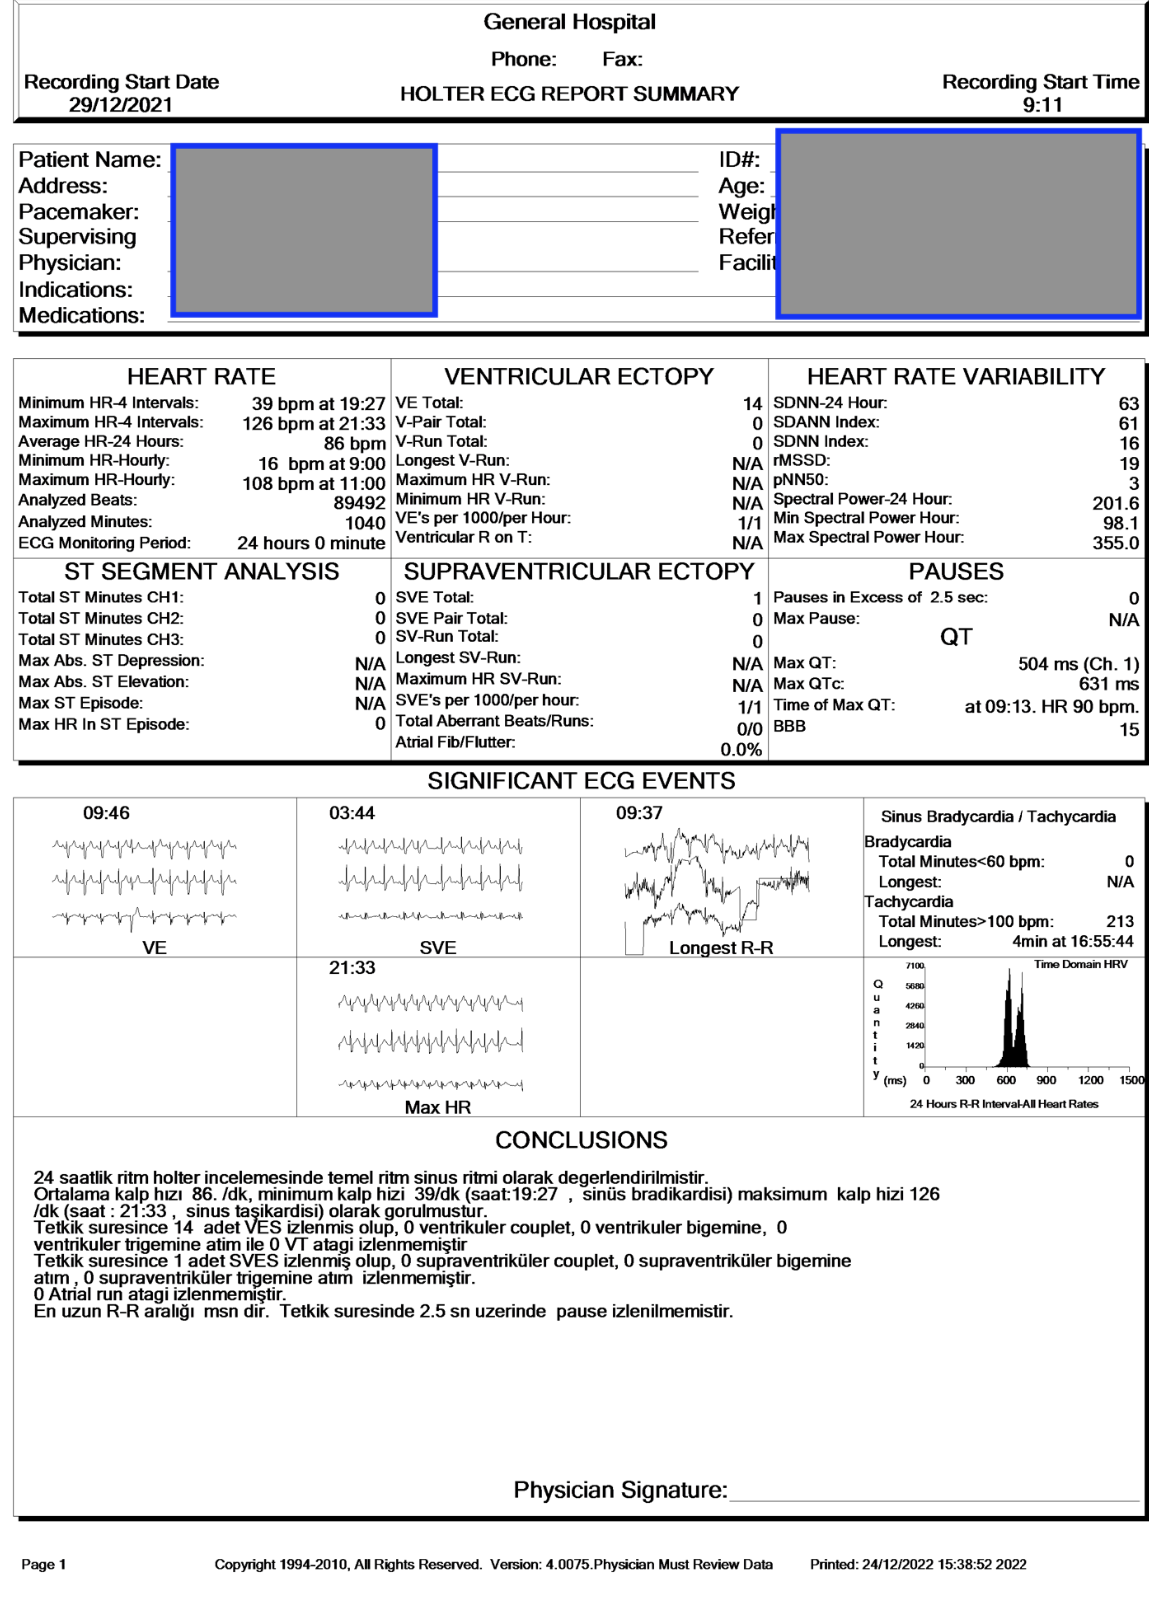 General Hospital
Phone: Fax:
Recording Start Date
29/12/2021
HOLTER ECG REPORT SUMMARY
Recording Start Time
9:11
Patient Name:
Address:
Pacemaker:
Supervising
Physician:
Indications:
Medications:
ID#:
Age:
Weigh
Refer
Facilit
HEART RATE
Minimum HR-4 Intervals: 39 bpm at 19:27
Maximum HR-4 Intervals: 126 bpm at 21:33
Average HR-24 Hours: 86 bpm
Minimum HR-Hourly: 16 bpm at 9:00
Maximum HR-Hourly: 108 bpm at 11:00
Analyzed Beats: 89492
Analyzed Minutes: 1040
ECG Monitoring Period: 24 hours 0 minute
VENTRICULAR ECTOPY
VE Total: 14
V-Pair Total: 0
V-Run Total: 0
Longest V-Run: N/A
Maximum HR V-Run: N/A
Minimum HR V-Run: N/A
VE's per 1000/per Hour: 1/1
Ventricular R on T: N/A
HEART RATE VARIABILITY
SDNN-24 Hour: 63
SDANN Index: 61
SDNN Index: 16
rMSSD: 19
pNN50: 3
Spectral Power-24 Hour: 201.6
Min Spectral Power Hour: 98.1
Max Spectral Power Hour: 355.0
ST SEGMENT ANALYSIS
Total ST Minutes CH1: 0
Total ST Minutes CH2: 0
Total ST Minutes CH3: 0
Max Abs. ST Depression: N/A
Max Abs. ST Elevation: N/A
Max ST Episode: N/A
Max HR In ST Episode: 0
SUPRAVENTRICULAR ECTOPY
SVE Total: 1
SVE Pair Total: 0
SV-Run Total: 0
Longest SV-Run: N/A
Maximum HR SV-Run: N/A
SVE's per 1000/per hour: 1/1
Total Aberrant Beats/Runs: 0/0
Atrial Fib/Flutter: 0.0%
PAUSES
Pauses in Excess of 2.5 sec: 0
Max Pause: N/A
QT
Max QT: 504 ms (Ch. 1)
Max QTc: 631 ms
Time of Max QT: at 09:13. HR 90 bpm.
BBB 15
SIGNIFICANT ECG EVENTS
09:46
VE
03:44
SVE
09:37
Longest R-R
Sinus Bradycardia / Tachycardia
Bradycardia
Total Minutes<60 bpm: 0
Longest: N/A
Tachycardia
Total Minutes>100 bpm: 213
Longest: 4min at 16:55:44
21:33
Max HR
Time Domain HRV
Quantity
7100
5680
4260
2840
1420
0
(ms) 0 300 600 900 1200 1500
24 Hours R-R Interval-All Heart Rates
CONCLUSIONS
24 saatlik ritm holter incelemesinde temel ritm sinus ritmi olarak degerlendirilmistir.
Ortalama kalp hızı 86. /dk, minimum kalp hizi 39/dk (saat:19:27 , sinüs bradikardisi) maksimum kalp hizi 126
/dk (saat : 21:33 , sinus taşikardisi) olarak gorulmustur.
Tetkik suresince 14 adet VES izlenmis olup, 0 ventrikuler couplet, 0 ventrikuler bigemine, 0
ventrikuler trigemine atim ile 0 VT atagi izlenmemiştir
Tetkik suresince 1 adet SVES izlenmiş olup, 0 supraventriküler couplet, 0 supraventriküler bigemine
atım , 0 supraventriküler trigemine atım izlenmemiştir.
0 Atrial run atagi izlenmemiştir.
En uzun R-R aralığı msn dir. Tetkik suresinde 2.5 sn uzerinde pause izlenilmemistir.
Physician Signature:
Page 1 Copyright 1994-2010, All Rights Reserved. Version: 4.0075.Physician Must Review Data Printed: 24/12/2022 15:38:52 2022